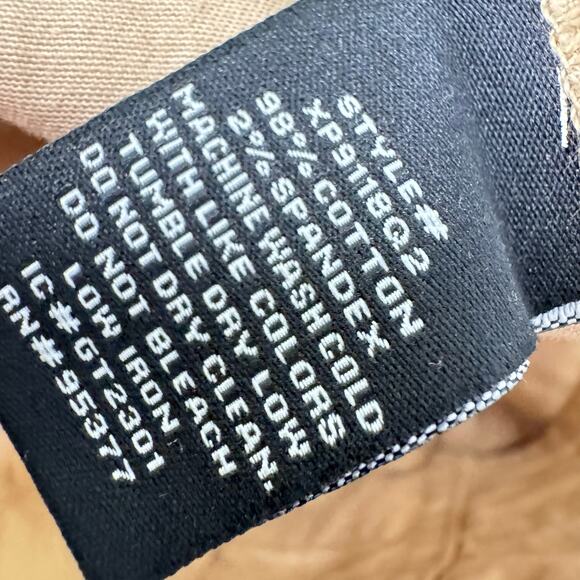 STYLE#
XP9118Q2
98% COTTON
2% SPANDEX
MACHINE WASH COLD
WITH LIKE COLORS
TUMBLE DRY LOW
DO NOT DRY CLEAN.
DO NOT BLEACH
LOW IRON
IC#GT2301
RN#95377